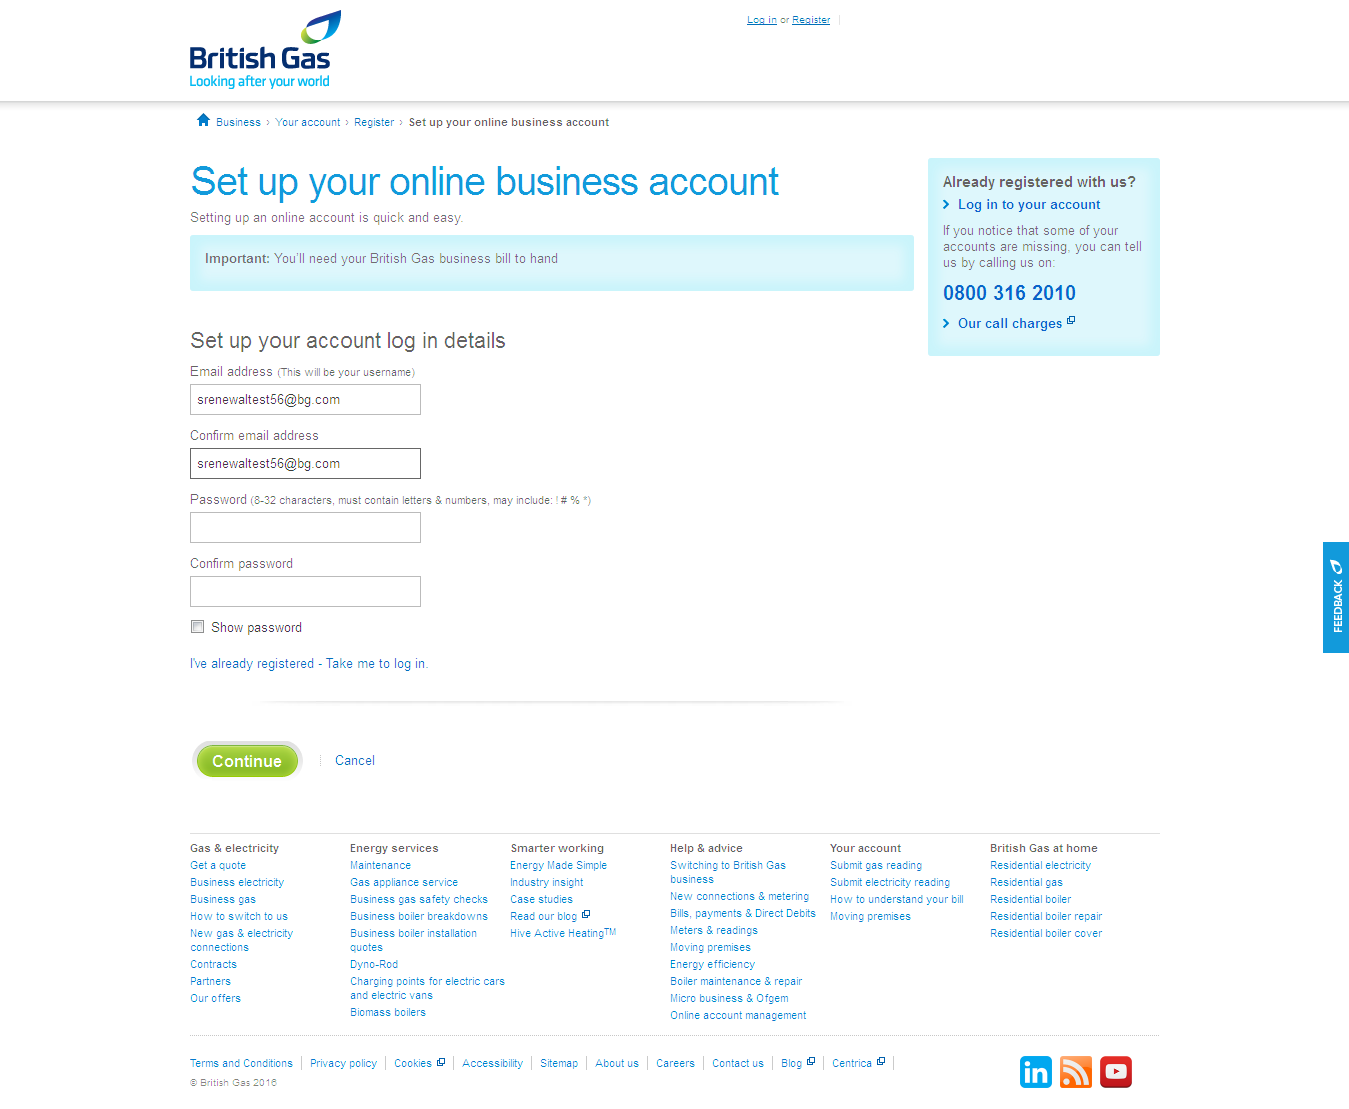 British Gas
Looking after your world
Log in or Register
Business › Your account › Register › Set up your online business account
Set up your online business account
Setting up an online account is quick and easy.
Important: You'll need your British Gas business bill to hand
Already registered with us?
Log in to your account
If you notice that some of your
accounts are missing, you can tell
us by calling us on:
0800 316 2010
Our call charges
Set up your account log in details
Email address (This will be your username)
srenewaltest56@bg.com
Confirm email address
srenewaltest56@bg.com
Password (8-32 characters, must contain letters & numbers, may include: ! # % *)
Confirm password
Show password
I've already registered - Take me to log in.
FEEDBACK
Continue
Cancel
Gas & electricity
Get a quote
Business electricity
Business gas
How to switch to us
New gas & electricity
connections
Contracts
Partners
Our offers
Energy services
Maintenance
Gas appliance service
Business gas safety checks
Business boiler breakdowns
Business boiler installation
quotes
Dyno-Rod
Charging points for electric cars
and electric vans
Biomass boilers
Smarter working
Energy Made Simple
Industry insight
Case studies
Read our blog
Hive Active Heating™
Help & advice
Switching to British Gas
business
New connections & metering
Bills, payments & Direct Debits
Meters & readings
Moving premises
Energy efficiency
Boiler maintenance & repair
Micro business & Ofgem
Online account management
Your account
Submit gas reading
Submit electricity reading
How to understand your bill
Moving premises
British Gas at home
Residential electricity
Residential gas
Residential boiler
Residential boiler repair
Residential boiler cover
Terms and Conditions Privacy policy Cookies Accessibility Sitemap About us Careers Contact us Blog Centrica
© British Gas 2016
in